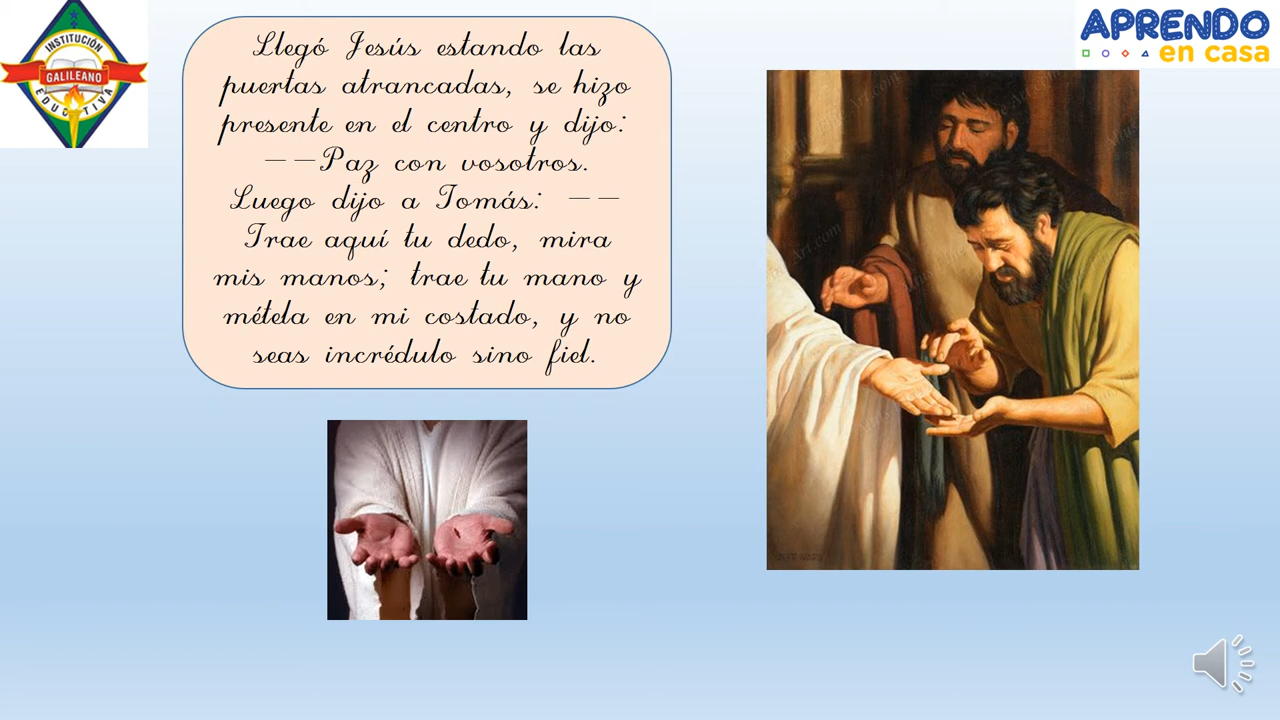 INSTITUCIÓN
GALILEANO
EDUCATIVA
APRENDO
en casa
Llegó Jesús estando las
puertas atrancadas, se hizo
presente en el centro y dijo:
——Paz con vosotros.
Luego dijo a Tomás: ——
Trae aquí tu dedo, mira
mis manos; trae tu mano y
métela en mi costado, y no
seas incrédulo sino fiel.